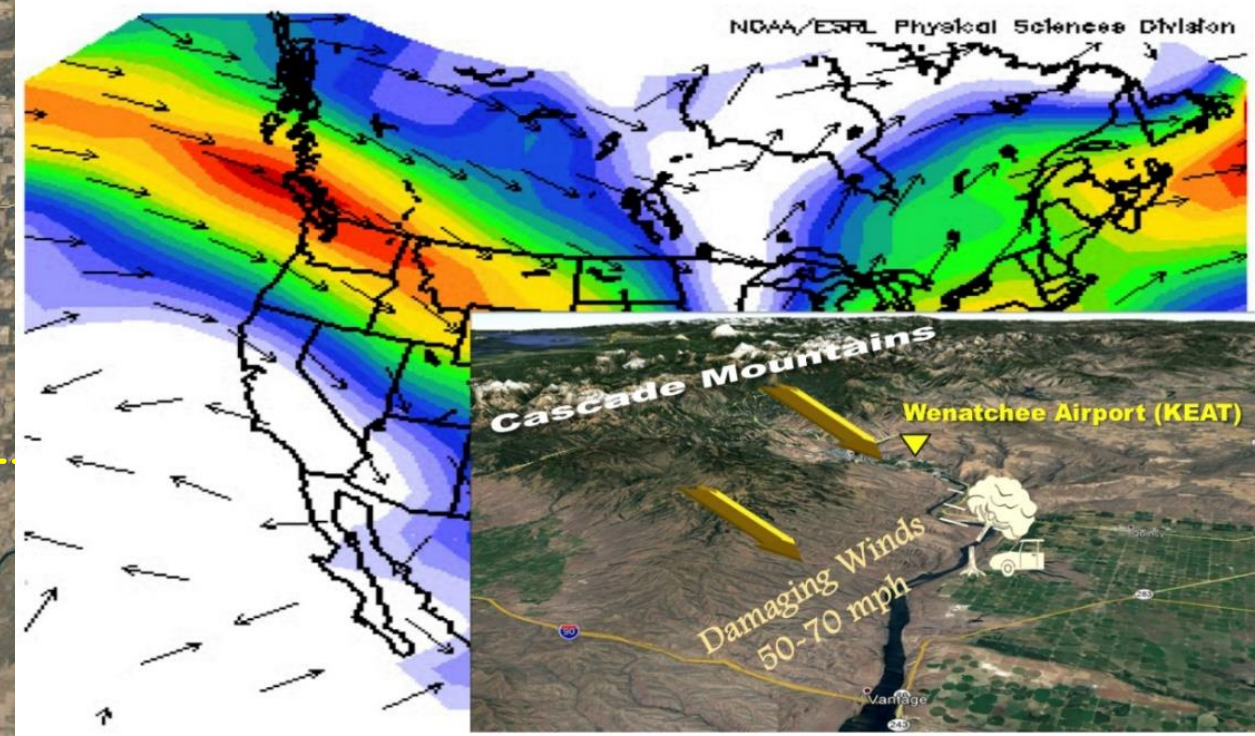 NOAA/ESRL Physical Sciences Division
Cascade Mountains
Wenatchee Airport (KEAT)
Damaging Winds
50-70 mph
283
90
Vantage
243